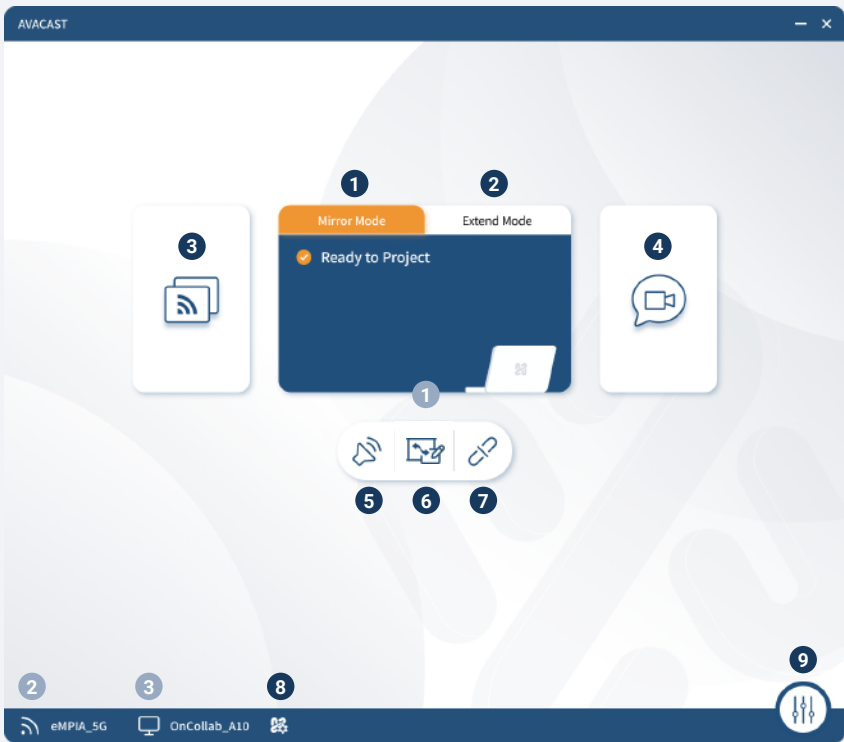 AVACAST
1
2
Mirror Mode
Extend Mode
3
4
Ready to Project
1
5
6
7
9
2
3
8
eMPIA_5G
OnCollab_A10